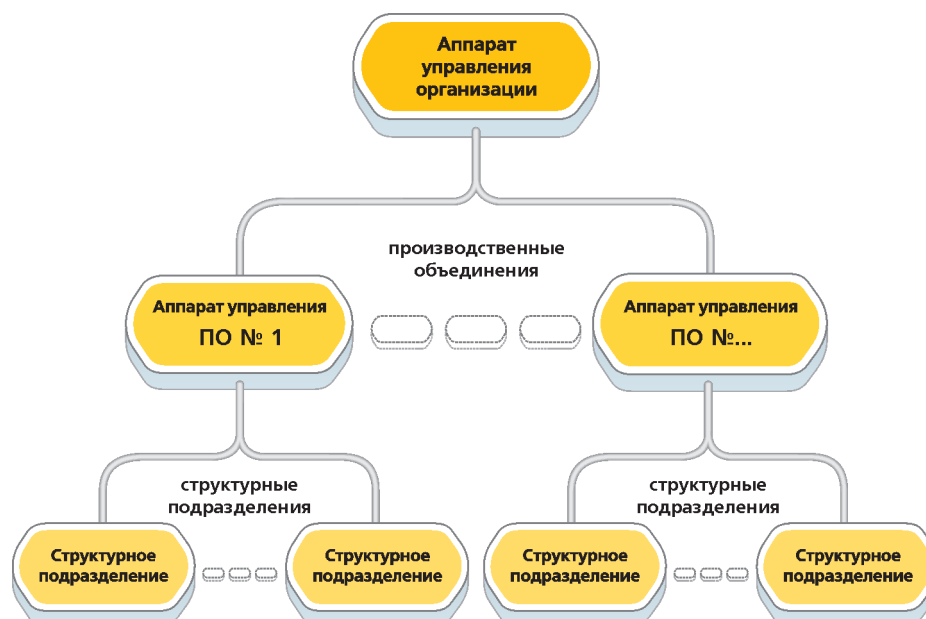 Аппарат
управления
организации
производственные
объединения
Аппарат управления
ПО № 1
Аппарат управления
ПО №...
структурные
подразделения
структурные
подразделения
Структурное
подразделение
Структурное
подразделение
Структурное
подразделение
Структурное
подразделение